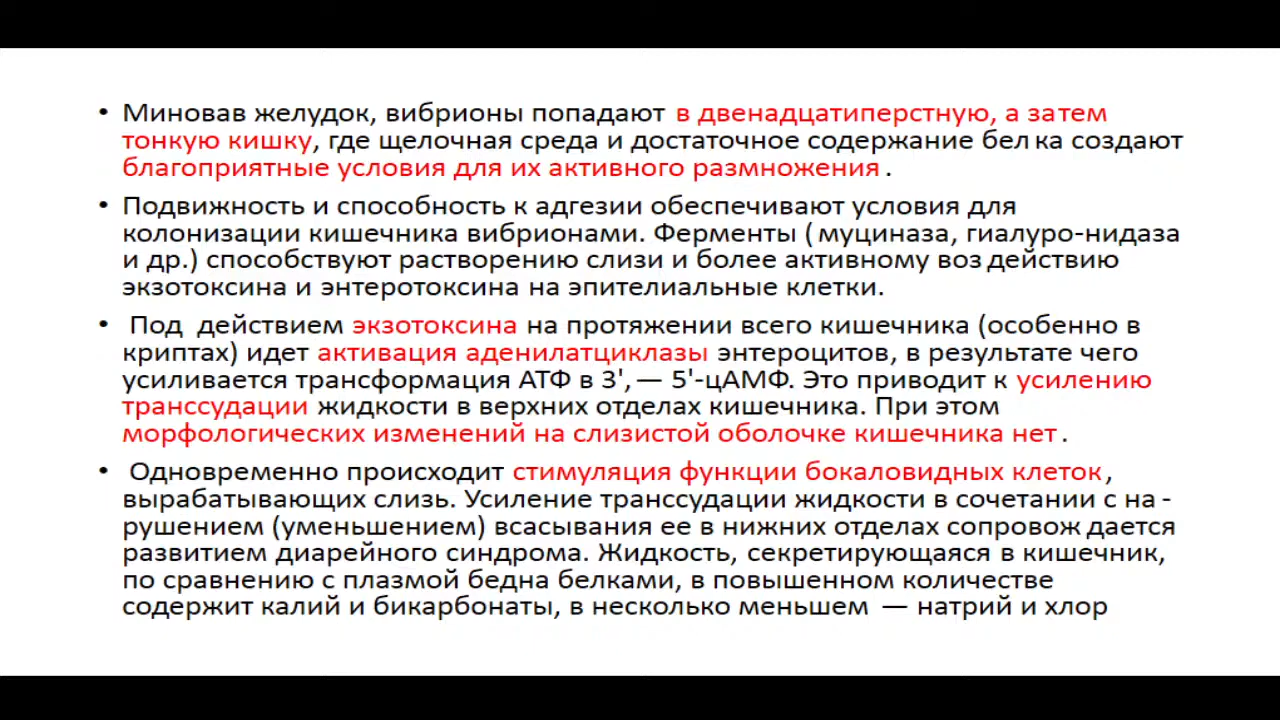 • Миновав желудок, вибрионы попадают в двенадцатиперстную, а затем
тонкую кишку, где щелочная среда и достаточное содержание бел ка создают
благоприятные условия для их активного размножения .
• Подвижность и способность к адгезии обеспечивают условия для
колонизации кишечника вибрионами. Ферменты ( муциназа, гиалуро-нидаза
и др.) способствуют растворению слизи и более активному воз действию
экзотоксина и энтеротоксина на эпителиальные клетки.
• Под действием экзотоксина на протяжении всего кишечника (особенно в
криптах) идет активация аденилатциклазы энтероцитов, в результате чего
усиливается трансформация АТФ в 3', — 5'-цАМФ. Это приводит к усилению
транссудации жидкости в верхних отделах кишечника. При этом
морфологических изменений на слизистой оболочке кишечника нет .
• Одновременно происходит стимуляция функции бокаловидных клеток ,
вырабатывающих слизь. Усиление транссудации жидкости в сочетании с на -
рушением (уменьшением) всасывания ее в нижних отделах сопровож дается
развитием диарейного синдрома. Жидкость, секретирующаяся в кишечник,
по сравнению с плазмой бедна белками, в повышенном количестве
содержит калий и бикарбонаты, в несколько меньшем — натрий и хлор